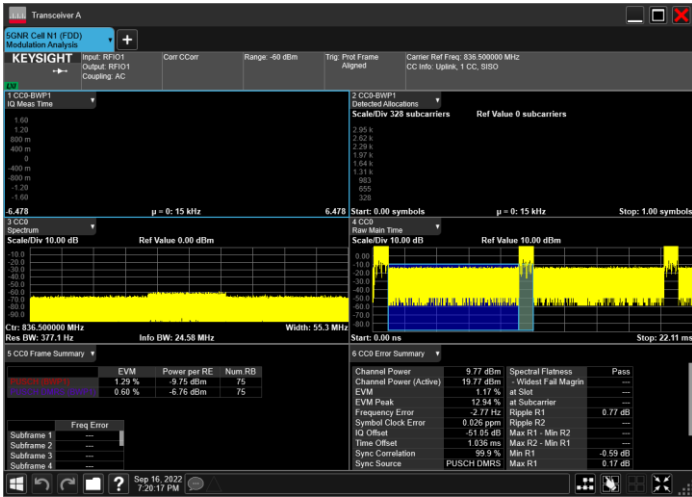 Transceiver A
5GNR Cell N1 (FDD)
Modulation Analysis
+
KEYSIGHT
Input: RFIO1
Output: RFIO1
Coupling: AC
Corr CCorr
Range: -60 dBm
Trig: Prot Frame
Aligned
Carrier Ref Freq: 836.500000 MHz
CC Info: Uplink, 1 CC, SISO
1 CC0-BWP1
IQ Meas Time
1.60
1.20
800 m
400 m
0
-400 m
-800 m
-1.20
-1.60
-6.478 µ = 0: 15 kHz 6.478
2 CC0-BWP1
Detected Allocations
Scale/Div 328 subcarriers Ref Value 0 subcarriers
2.95 k
2.62 k
2.29 k
1.97 k
1.64 k
1.31 k
983
655
328
Start: 0.00 symbols µ = 0: 15 kHz Stop: 1.00 symbols
3 CC0
Spectrum
Scale/Div 10.00 dB Ref Value 0.00 dBm
-10.0
-20.0
-30.0
-40.0
-50.0
-60.0
-70.0
-80.0
-90.0
Ctr: 836.500000 MHz Width: 55.3 MHz
Res BW: 377.1 Hz Info BW: 24.58 MHz
4 CC0
Raw Main Time
Scale/Div 10.00 dB Ref Value 10.00 dBm
0.00
-10.0
-20.0
-30.0
-40.0
-50.0
-60.0
-70.0
-80.0
Start: 0.00 ns Stop: 22.11 ms
5 CC0 Frame Summary
EVM Power per RE Num.RB
1.29 % -9.75 dBm 75
0.60 % -6.76 dBm 75
Freq Error
Subframe 1 ---
Subframe 2 ---
Subframe 3 ---
Subframe 4 ---
6 CC0 Error Summary
Channel Power 9.77 dBm Spectral Flatness Pass
Channel Power (Active) 19.77 dBm - Widest Fail Magrin ---
EVM 1.17 % at Slot ---
EVM Peak 12.94 % at Subcarrier ---
Frequency Error -2.77 Hz Ripple R1 0.77 dB
Symbol Clock Error 0.026 ppm Ripple R2 ---
IQ Offset -51.05 dB Max R1 - Min R2 ---
Time Offset 1.036 ms Max R2 - Min R1 ---
Sync Correlation 99.9 % Min R1 -0.59 dB
Sync Source PUSCH DMRS Max R1 0.17 dB
?
Sep 16, 2022
7:20:17 PM